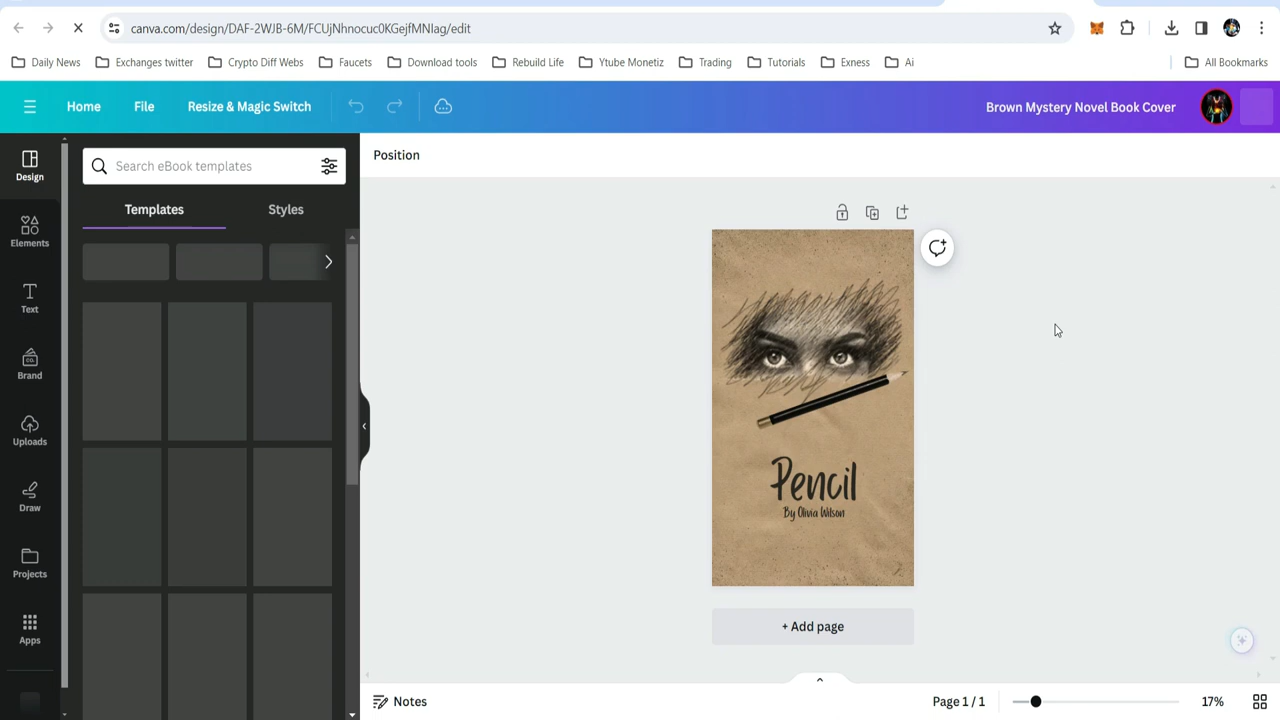 canva.com/design/DAF-2WJB-6M/FCUjNhnocuc0KGejfMNIag/edit
Daily News
Exchanges twitter
Crypto Diff Webs
Faucets
Download tools
Rebuild Life
Ytube Monetiz
Trading
Tutorials
Exness
Ai
All Bookmarks
Home
File
Resize & Magic Switch
Brown Mystery Novel Book Cover
Design
Elements
Text
Brand
Uploads
Draw
Projects
Apps
Search eBook templates
Templates
Styles
Position
Pencil
By Olivia Wilson
+ Add page
Notes
Page 1 / 1
17%